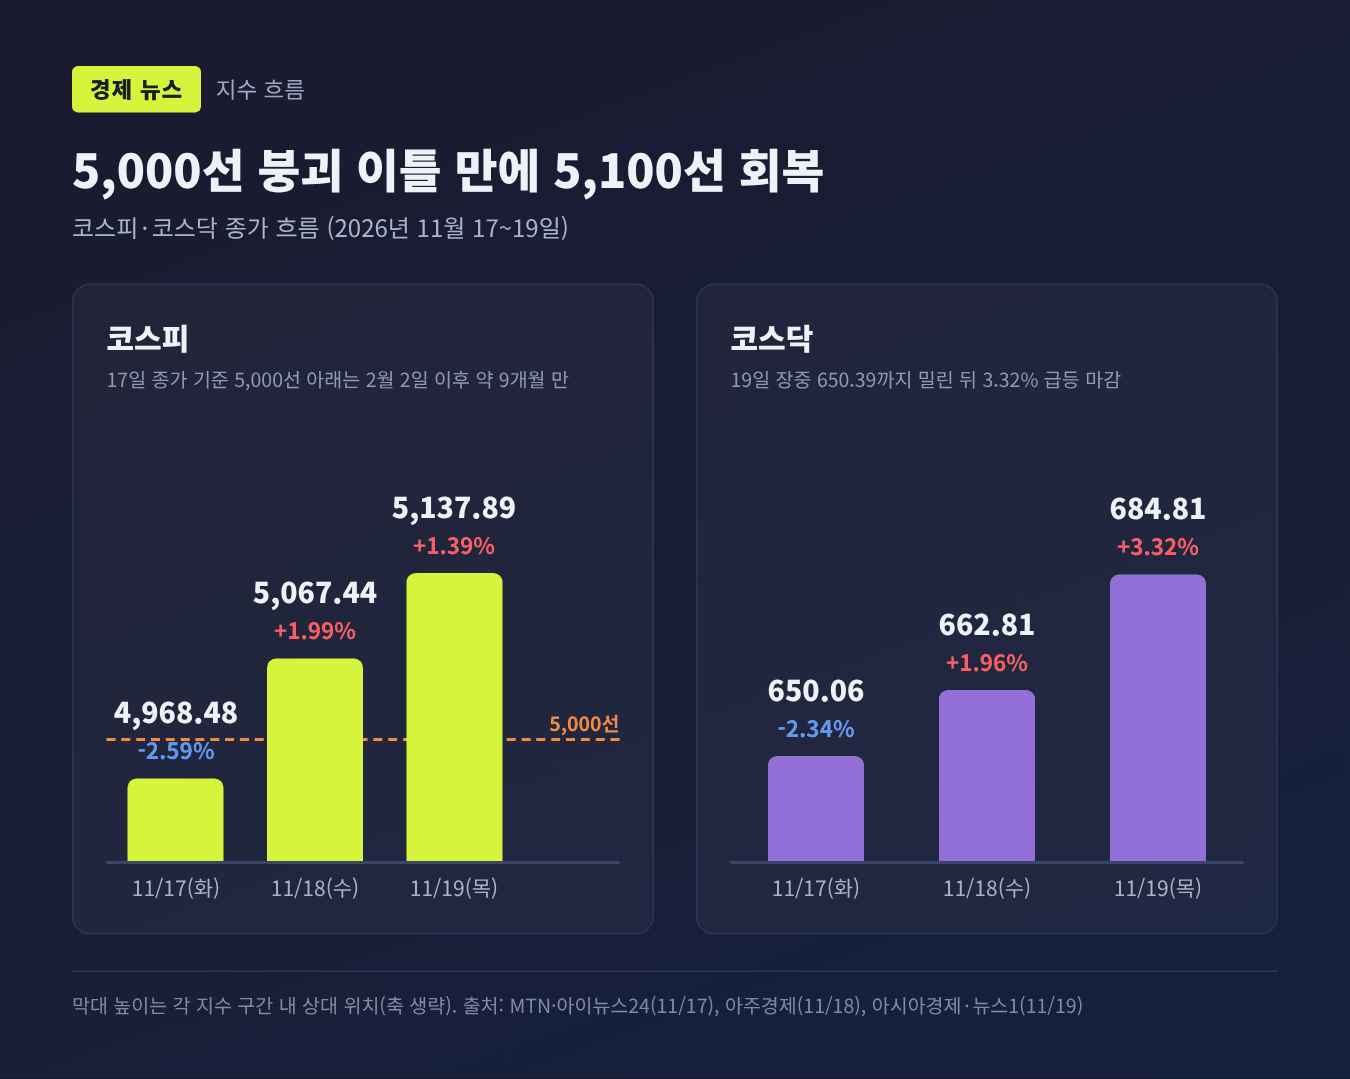 경제 뉴스 지수 흐름
5,000선 붕괴 이틀 만에 5,100선 회복
코스피·코스닥 종가 흐름 (2026년 11월 17~19일)
코스피
17일 종가 기준 5,000선 아래는 2월 2일 이후 약 9개월 만
5,137.89
+1.39%
5,067.44
+1.99%
4,968.48
-2.59%
5,000선
11/17(화) 11/18(수) 11/19(목)
코스닥
19일 장중 650.39까지 밀린 뒤 3.32% 급등 마감
684.81
+3.32%
662.81
+1.96%
650.06
-2.34%
11/17(화) 11/18(수) 11/19(목)
막대 높이는 각 지수 구간 내 상대 위치(축 생략). 출처: MTN·아이뉴스24(11/17), 아주경제(11/18), 아시아경제·뉴스1(11/19)